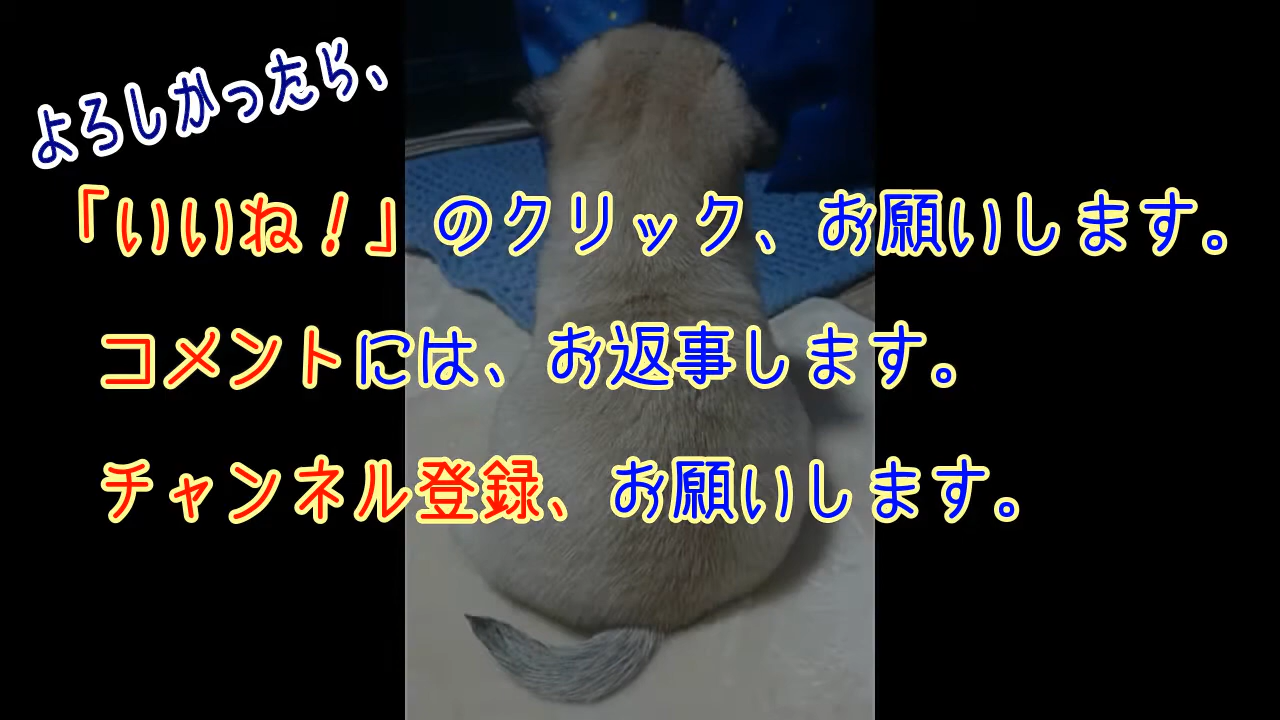 よろしかったら、
「いいね！」のクリック、お願いします。
コメントには、お返事します。
チャンネル登録、お願いします。